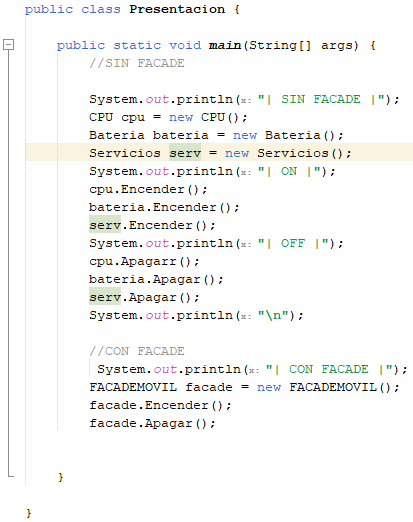 public class Presentacion {
public static void main(String[] args) {
//SIN FACADE
System.out.println(x: "| SIN FACADE |");
CPU cpu = new CPU();
Bateria bateria = new Bateria();
Servicios serv = new Servicios();
System.out.println(x: "| ON |");
cpu.Encender();
bateria.Encender();
serv.Encender();
System.out.println(x: "| OFF |");
cpu.Apagarr();
bateria.Apagar();
serv.Apagar();
System.out.println(x: "\n");
//CON FACADE
System.out.println(x: "| CON FACADE |");
FACADEMOVIL facade = new FACADEMOVIL();
facade.Encender();
facade.Apagar();
}
}